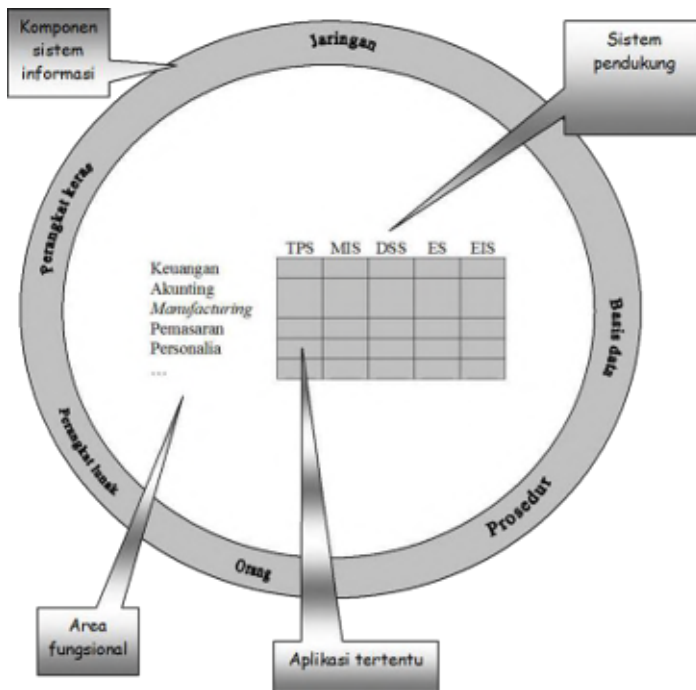 Komponen
sistem
informasi
Jaringan
Sistem
pendukung
Perangkat keras
TPS MIS DSS ES EIS
Keuangan
Akunting
Manufacturing
Pemasaran
Personalia
...
Basis data
Perangkat lunak
Prosedur
Orang
Area
fungsional
Aplikasi tertentu